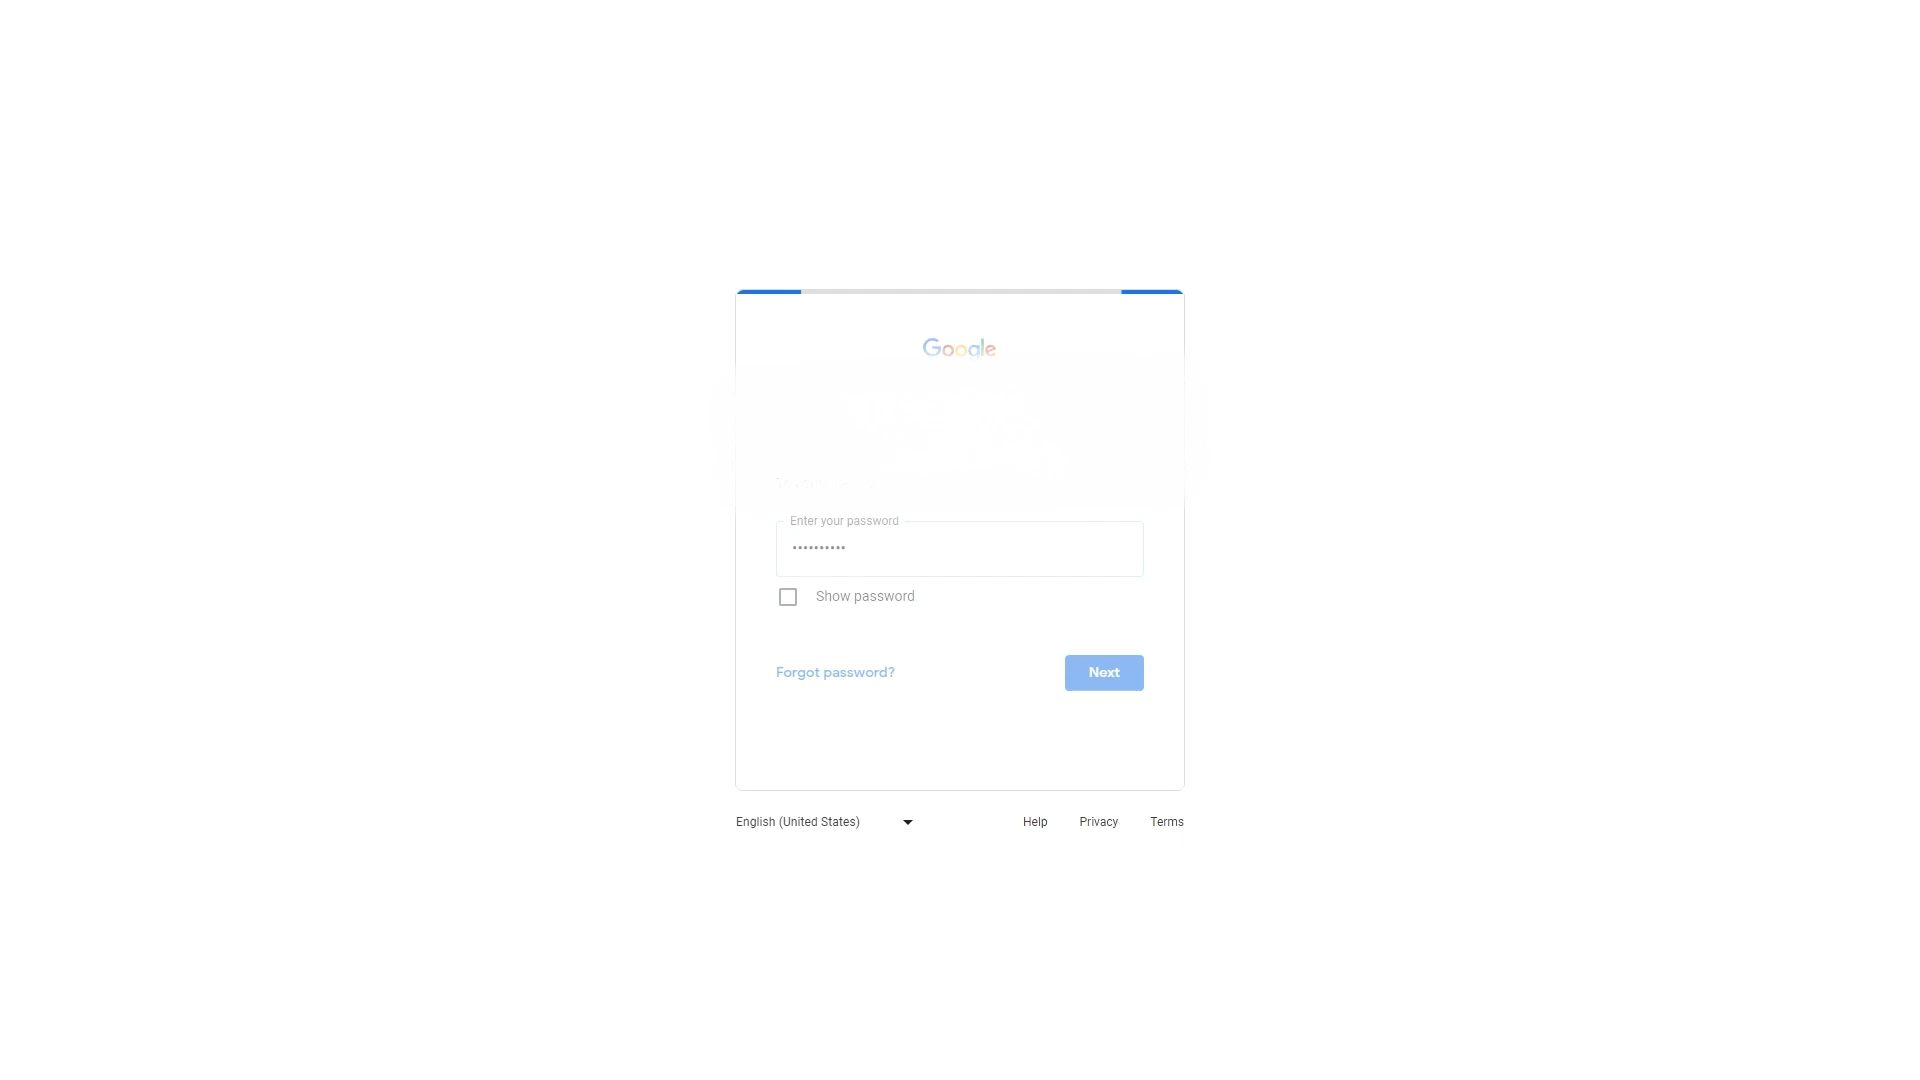 Google
Enter your password
••••••••••
Show password
Forgot password?
Next
English (United States)
Help
Privacy
Terms